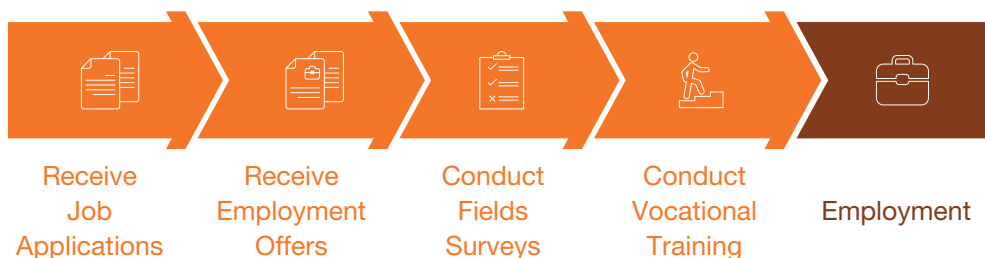 Receive
Job
Applications
Receive
Employment
Offers
Conduct
Fields
Surveys
Conduct
Vocational
Training
Employment